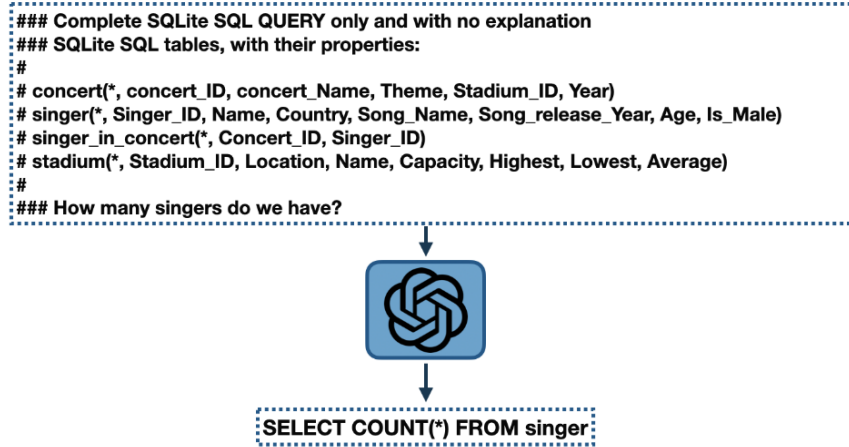 ### Complete SQLite SQL QUERY only and with no explanation
### SQLite SQL tables, with their properties:
#
# concert(*, concert_ID, concert_Name, Theme, Stadium_ID, Year)
# singer(*, Singer_ID, Name, Country, Song_Name, Song_release_Year, Age, Is_Male)
# singer_in_concert(*, Concert_ID, Singer_ID)
# stadium(*, Stadium_ID, Location, Name, Capacity, Highest, Lowest, Average)
#
### How many singers do we have?
SELECT COUNT(*) FROM singer